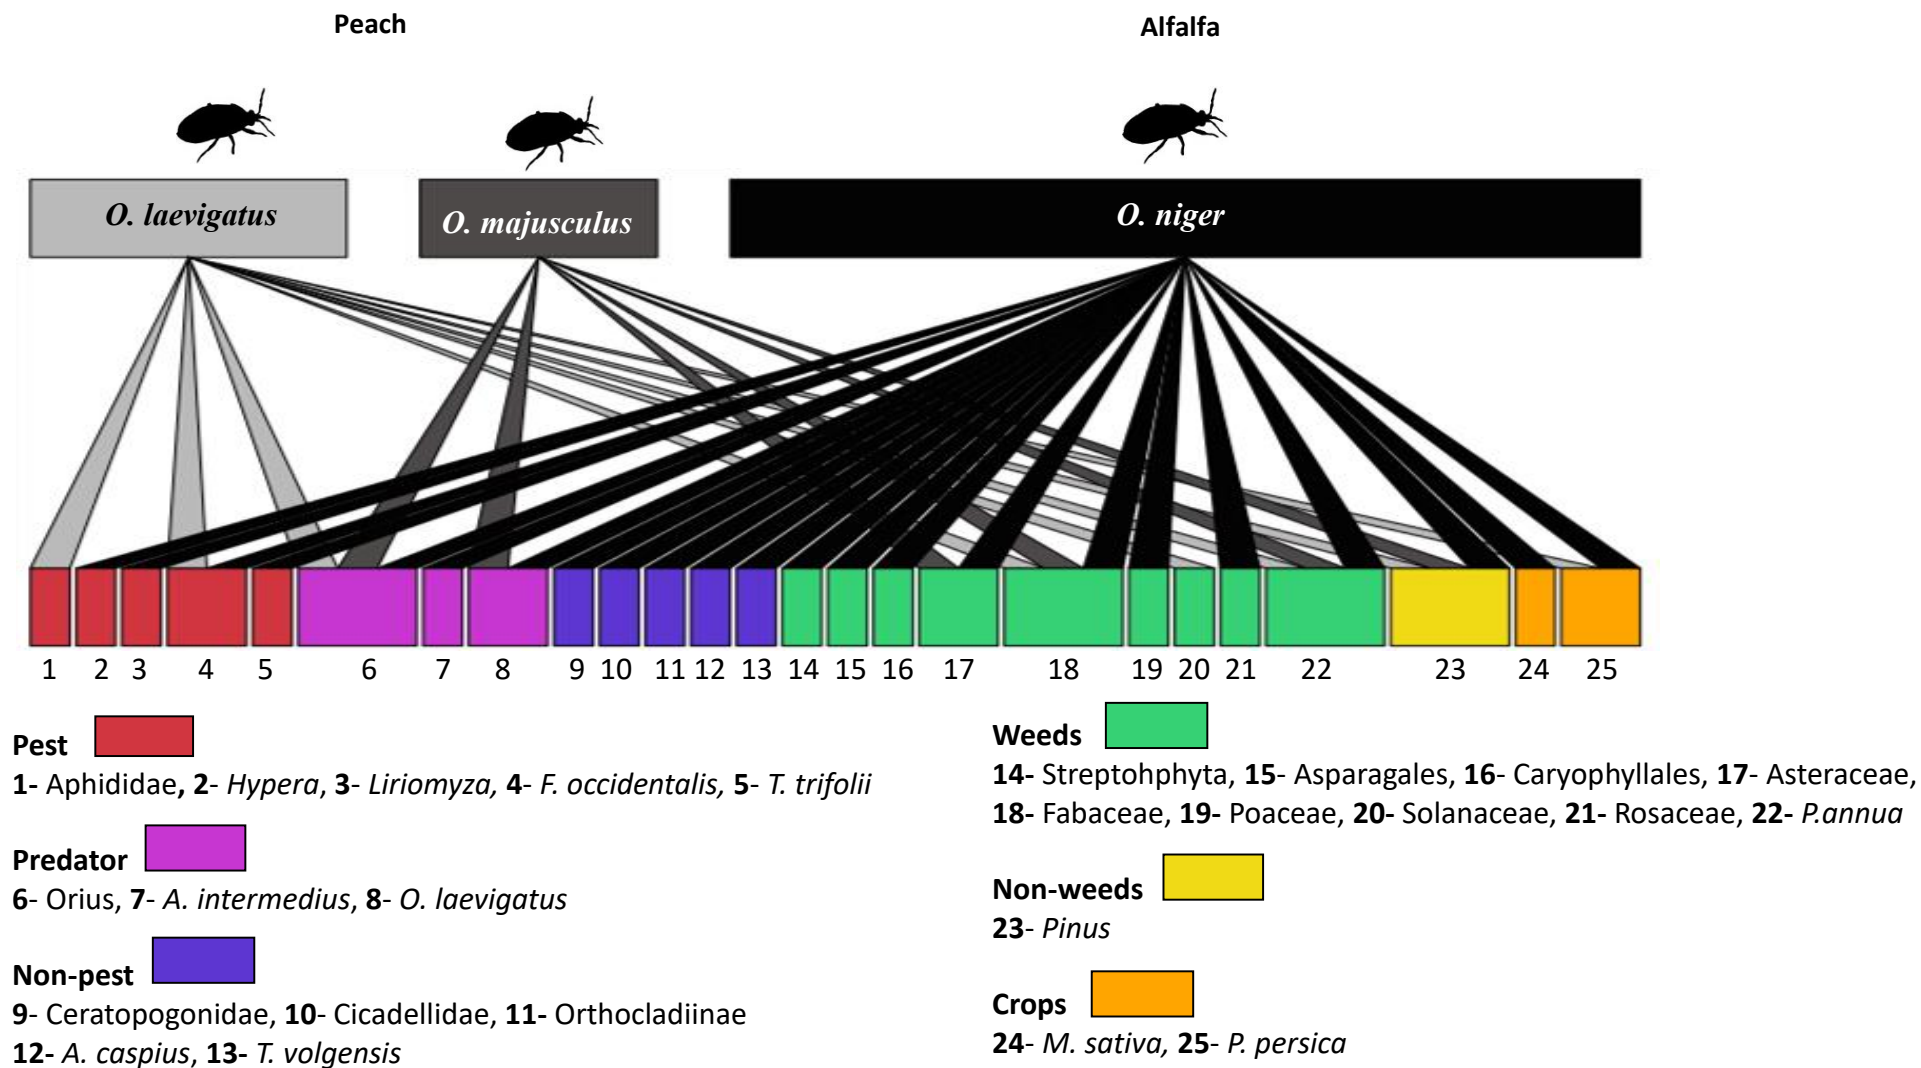 Peach
Alfalfa
O. laevigatus
O. majusculus
O. niger
1 2 3 4 5 6 7 8 9 10 11 12 13 14 15 16 17 18 19 20 21 22 23 24 25
Pest
1- Aphididae, 2- Hypera, 3- Liriomyza, 4- F. occidentalis, 5- T. trifolii
Predator
6- Orius, 7- A. intermedius, 8- O. laevigatus
Non-pest
9- Ceratopogonidae, 10- Cicadellidae, 11- Orthocladiinae
12- A. caspius, 13- T. volgensis
Weeds
14- Streptohphyta, 15- Asparagales, 16- Caryophyllales, 17- Asteraceae,
18- Fabaceae, 19- Poaceae, 20- Solanaceae, 21- Rosaceae, 22- P.annua
Non-weeds
23- Pinus
Crops
24- M. sativa, 25- P. persica